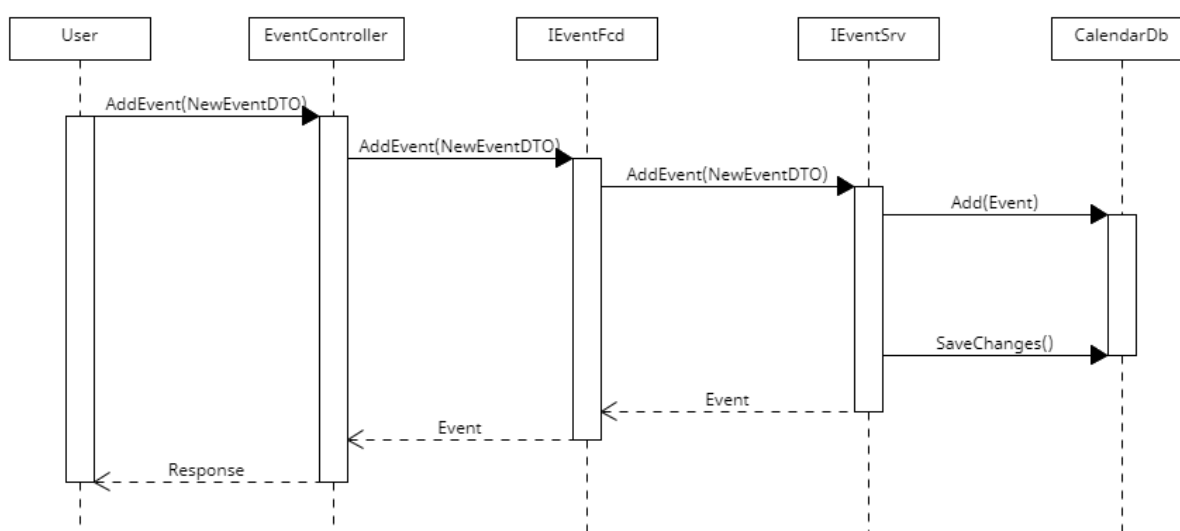 User
EventController
IEventFcd
IEventSrv
CalendarDb
AddEvent(NewEventDTO)
AddEvent(NewEventDTO)
AddEvent(NewEventDTO)
Add(Event)
SaveChanges()
Event
Event
Response